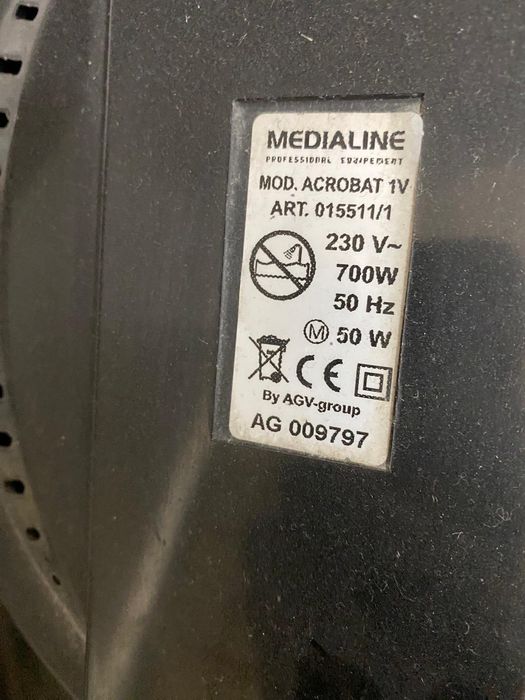 MEDIALINE
PROFESSIONAL EQUIPEMENT
MOD. ACROBAT 1V
ART. 015511/1
230 V~
700W
50 Hz
M 50 W
CE
By AGV-group
AG 009797